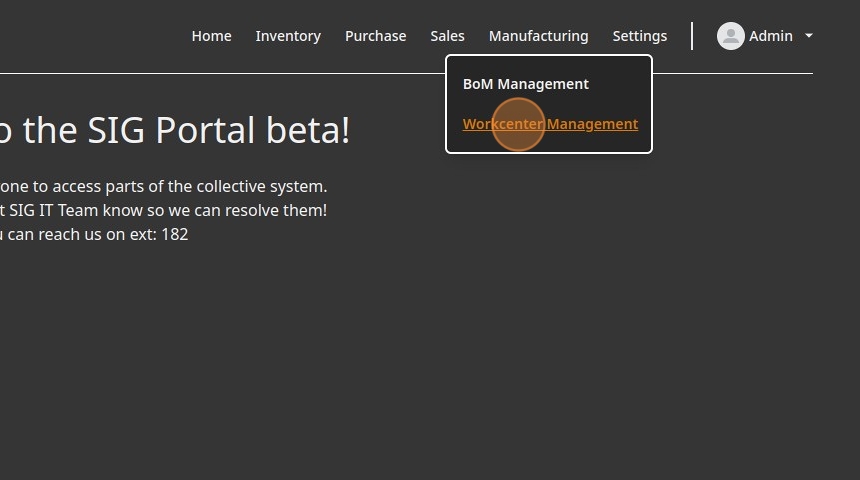 Home Inventory Purchase Sales Manufacturing Settings Admin
BoM Management
Workcenter Management
o the SIG Portal beta!
one to access parts of the collective system.
t SIG IT Team know so we can resolve them!
can reach us on ext: 182